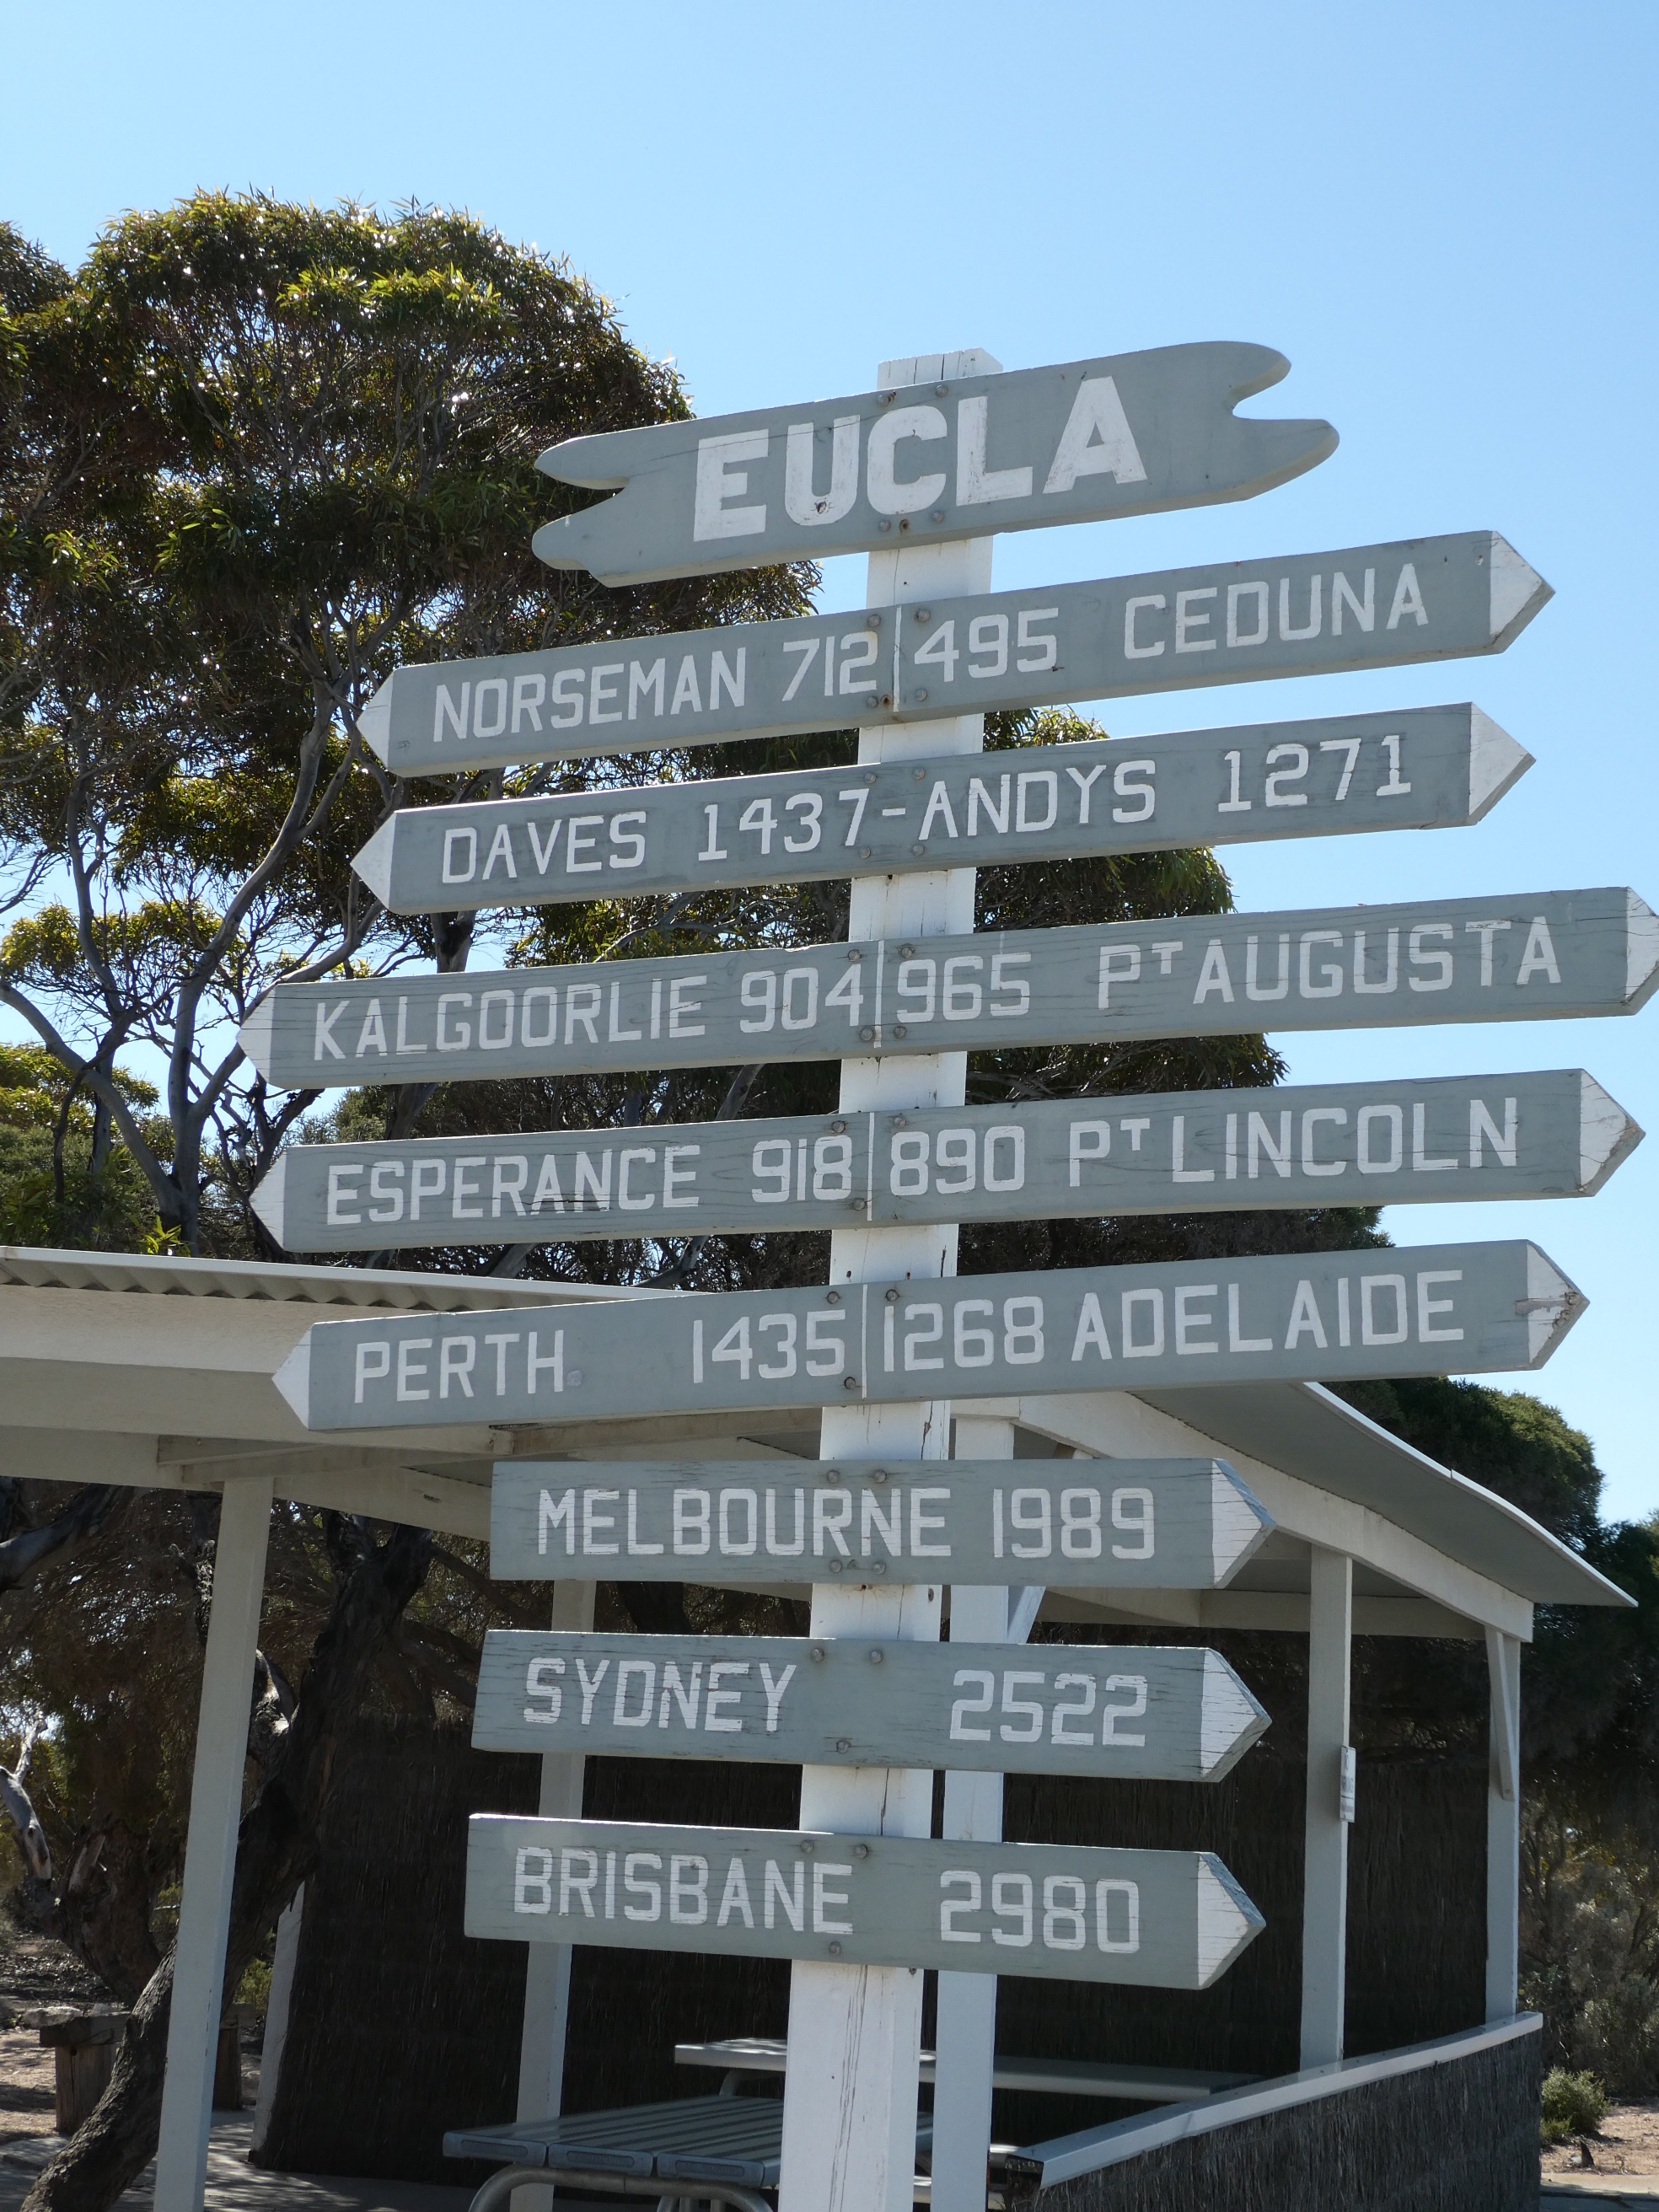 EUCLA
NORSEMAN 712 495 CEDUNA
DAVES 1437-ANDYS 1271
KALGOORLIE 904 965 PT AUGUSTA
ESPERANCE 918 890 PT LINCOLN
PERTH 1435 1268 ADELAIDE
MELBOURNE 1989
SYDNEY 2522
BRISBANE 2980